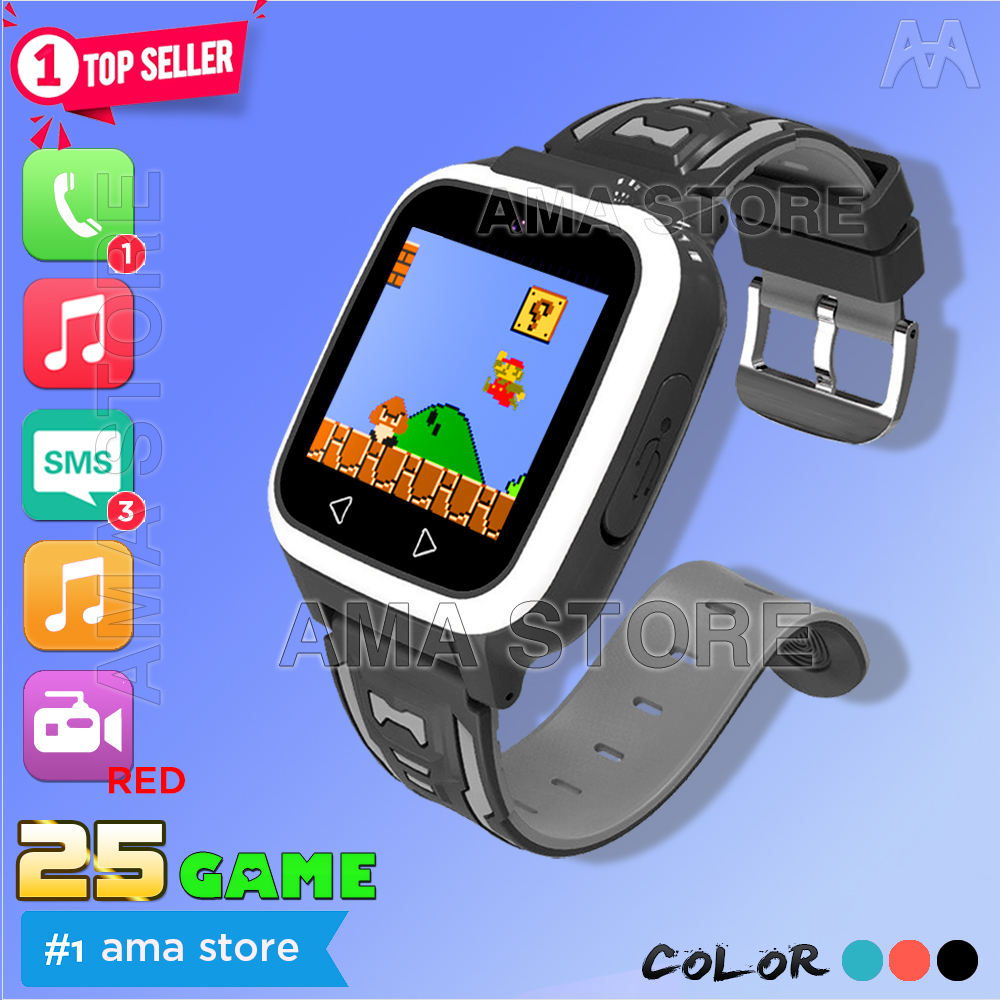 1 TOP SELLER
AMA STORE
1
AMA STORE
SMS
3
?
AMA STORE
RED
25 GAME
#1 ama store
COLOR